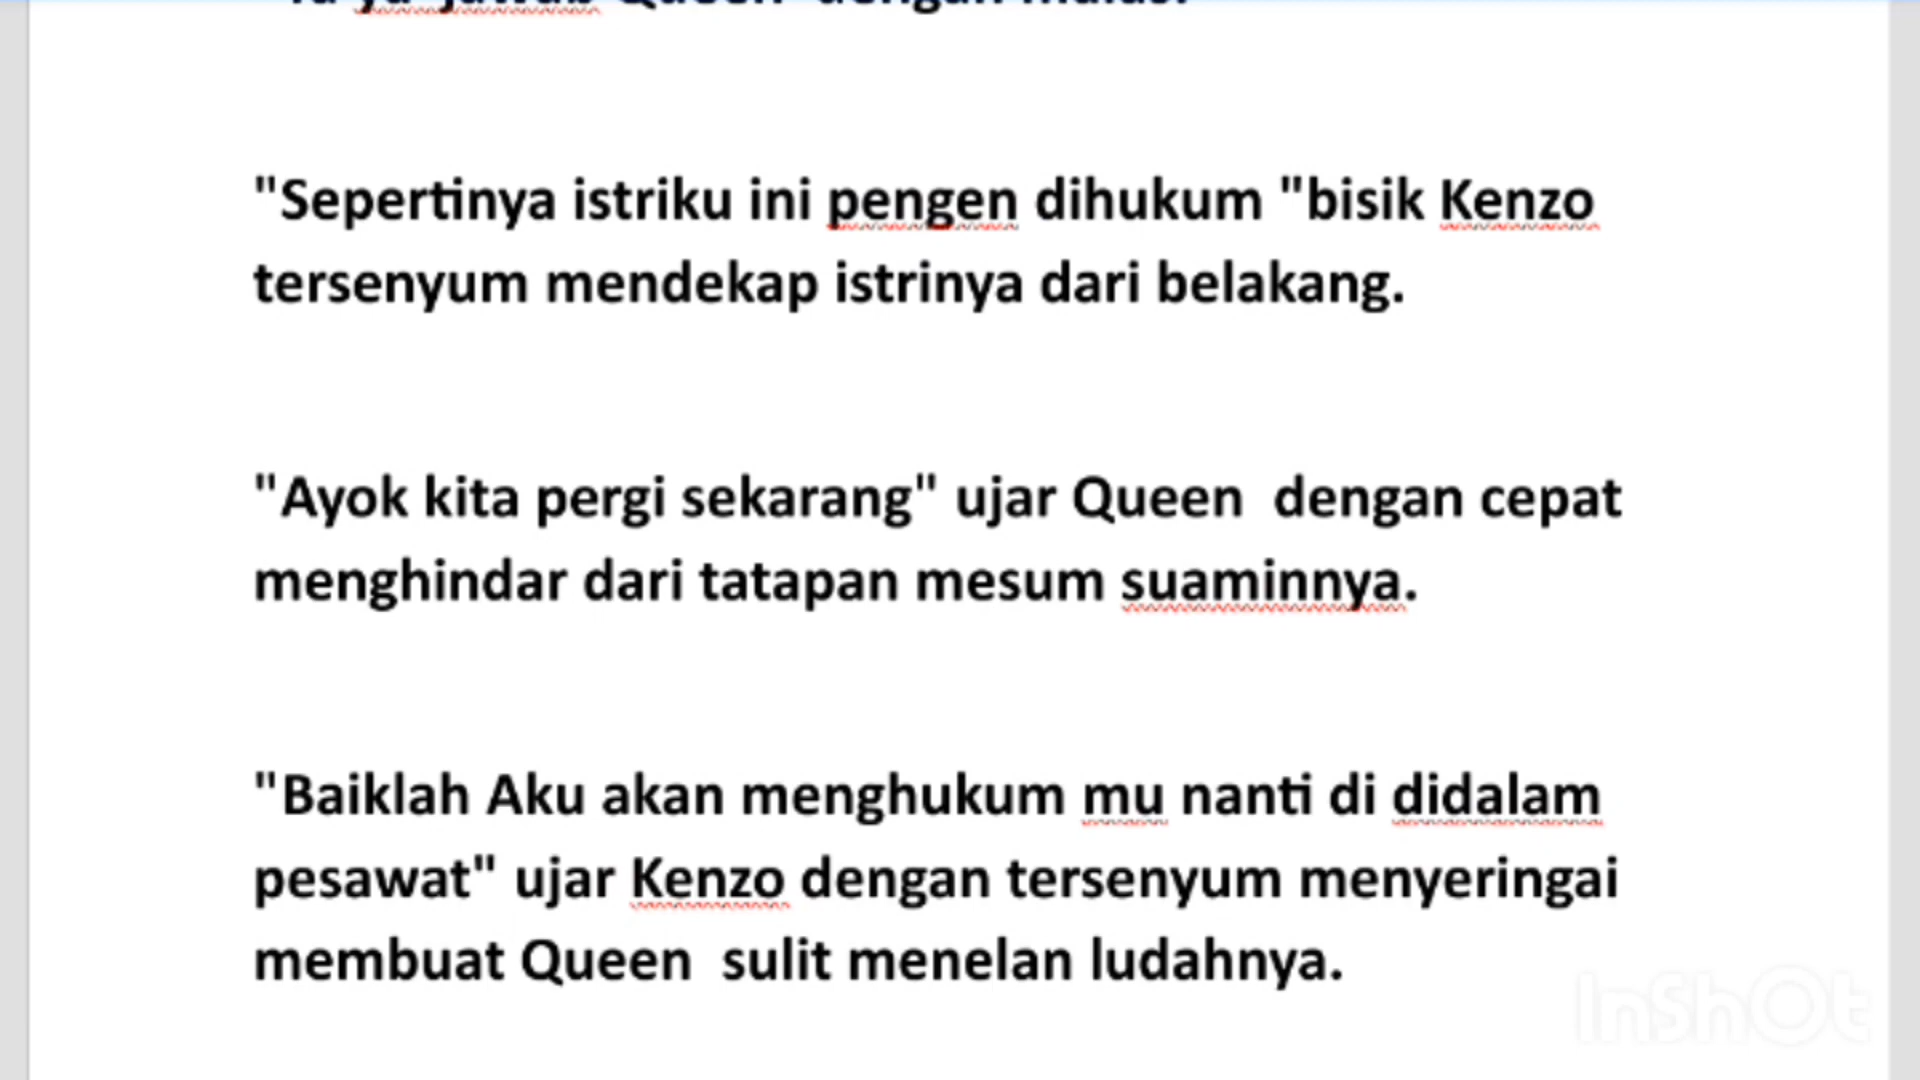 "Sepertinya istriku ini pengen dihukum "bisik Kenzo
tersenyum mendekap istrinya dari belakang.
"Ayok kita pergi sekarang" ujar Queen  dengan cepat
menghindar dari tatapan mesum suaminnya.
"Baiklah Aku akan menghukum mu nanti di didalam
pesawat" ujar Kenzo dengan tersenyum menyeringai
membuat Queen  sulit menelan ludahnya.
InShOt